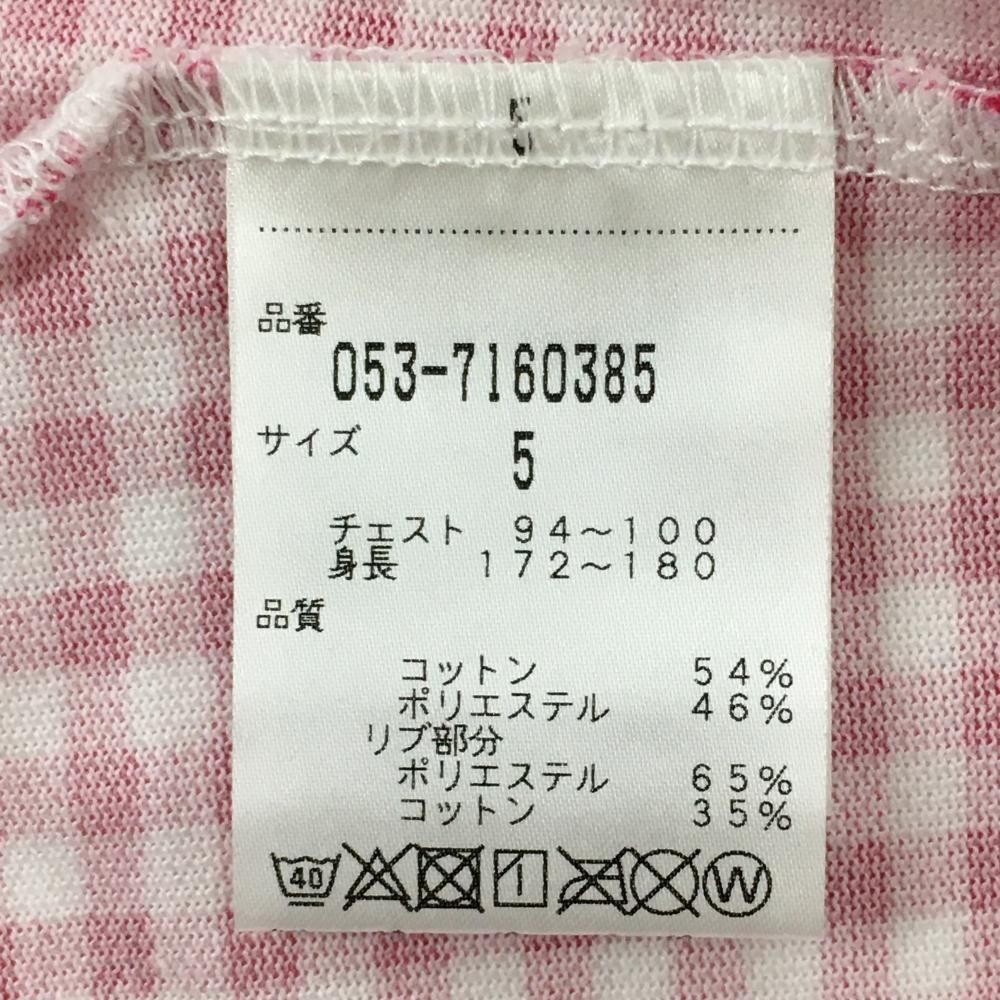 5
品番
053-7160385
サイズ 5
チェスト 94～100
身長 172～180
品質
コットン 54%
ポリエステル 46%
リブ部分
ポリエステル 65%
コットン 35%
40 W